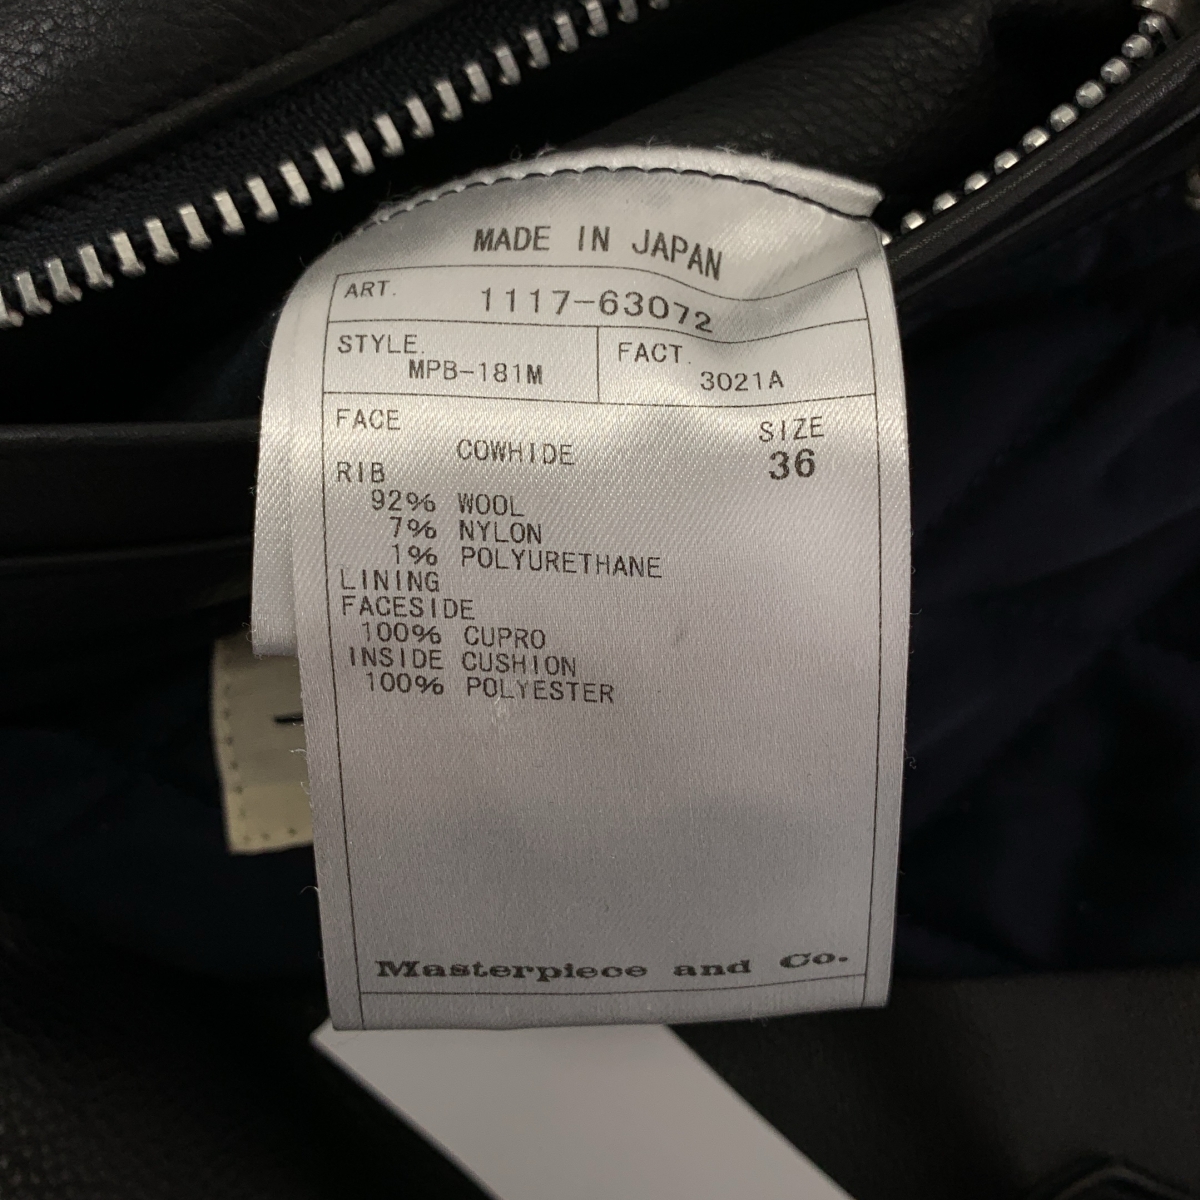 MADE IN JAPAN
ART. 1117-63072
STYLE. FACT.
MPB-181M 3021A
FACE SIZE
COWHIDE 36
RIB
92% WOOL
7% NYLON
1% POLYURETHANE
LINING
FACESIDE
100% CUPRO
INSIDE CUSHION
100% POLYESTER
Masterpiece and Co.